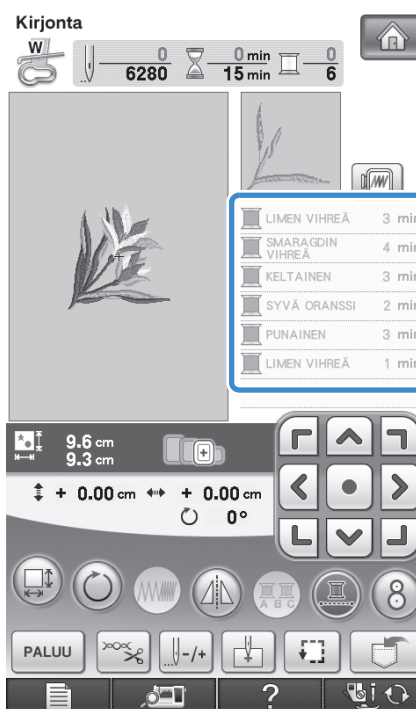 Kirjonta
W
0 0 min 0
6280 15 min 6
LIMEN VIHREÄ 3 min
SMARAGDIN
VIHREÄ 4 min
KELTAINEN 3 min
SYVÄ ORANSSI 2 min
PUNAINEN 3 min
LIMEN VIHREÄ 1 min
9.6 cm
9.3 cm
+ 0.00 cm + 0.00 cm
0°
A B C
8
PALUU -/+
?